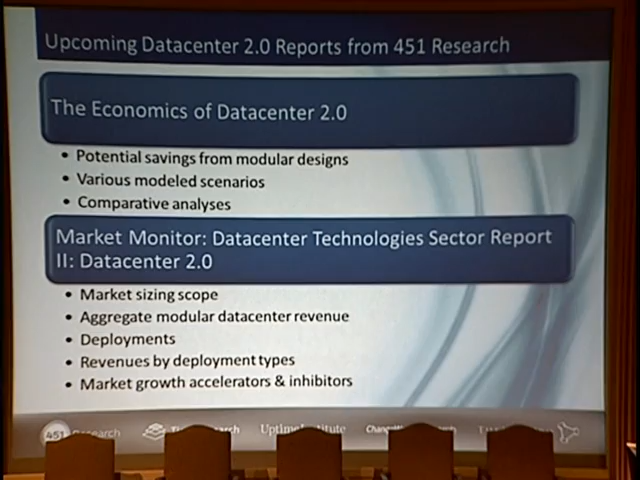 Upcoming Datacenter 2.0 Reports from 451 Research
The Economics of Datacenter 2.0
• Potential savings from modular designs
• Various modeled scenarios
• Comparative analyses
Market Monitor: Datacenter Technologies Sector Report
II: Datacenter 2.0
• Market sizing scope
• Aggregate modular datacenter revenue
• Deployments
• Revenues by deployment types
• Market growth accelerators & inhibitors
451